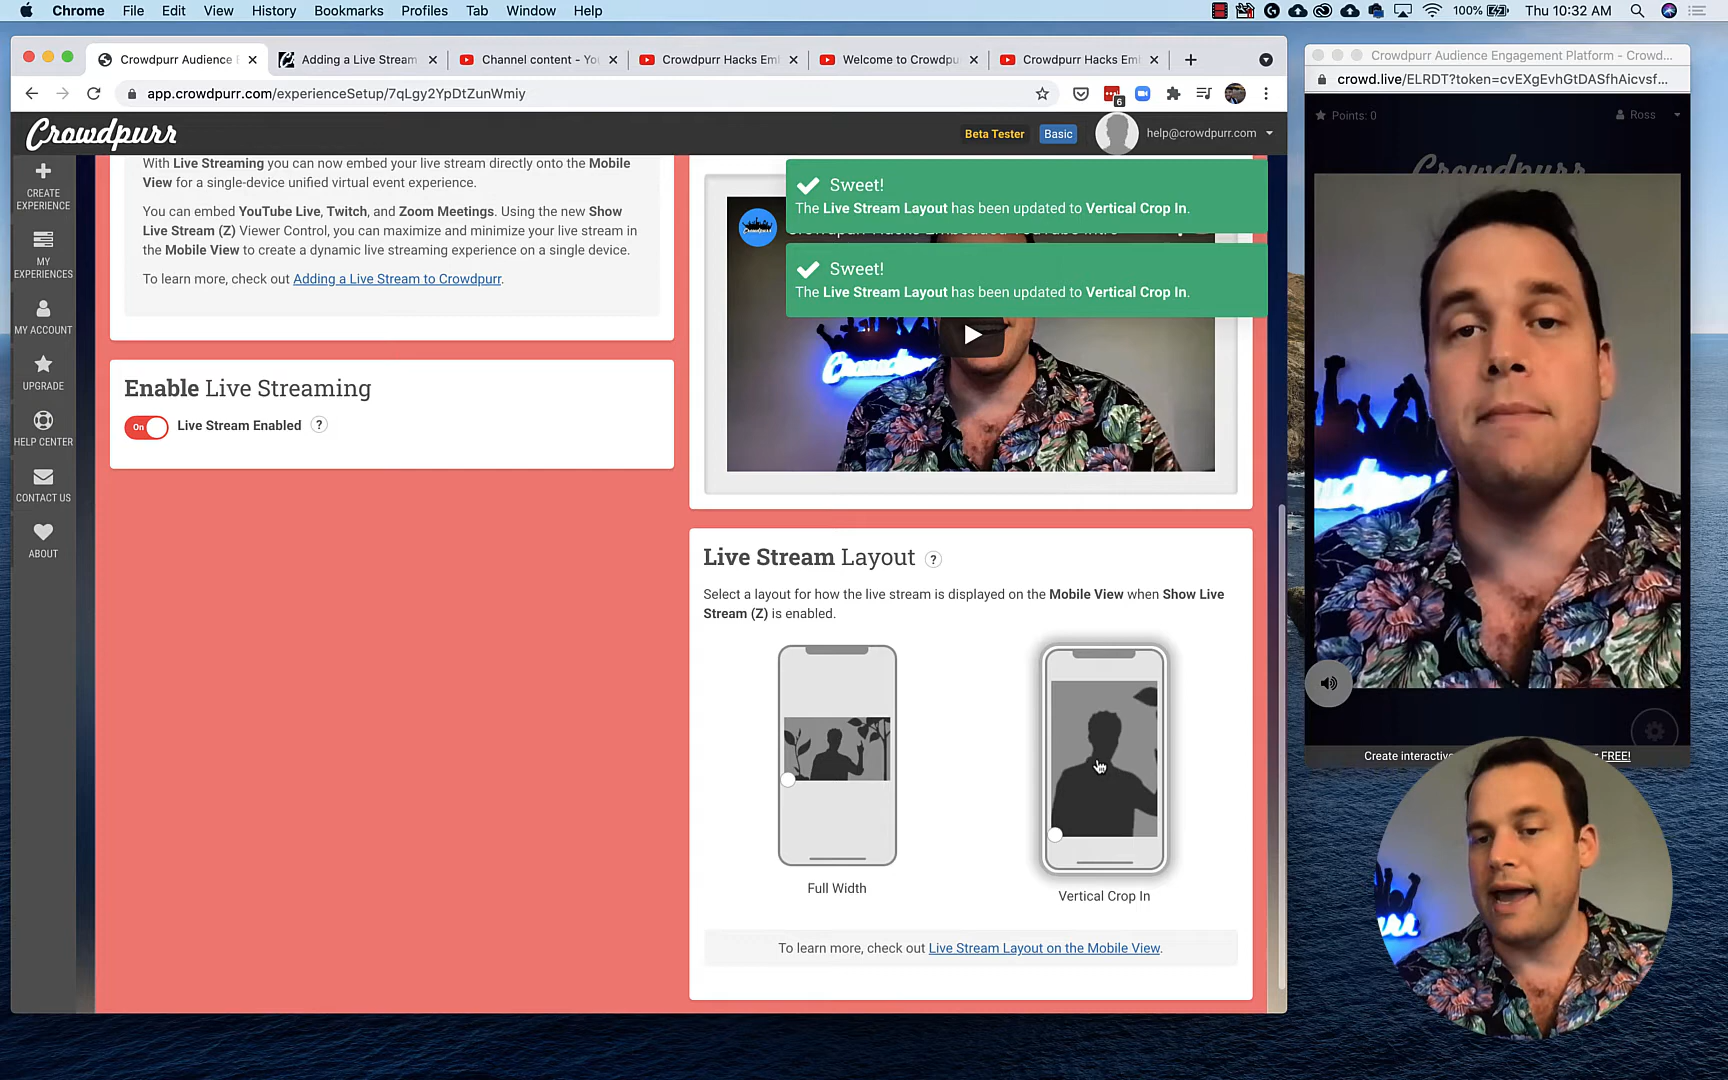 Chrome File Edit View History Bookmarks Profiles Tab Window Help
100% Thu 10:32 AM
Crowdpurr Audience E
Adding a Live Stream
Channel content - Yo
Crowdpurr Hacks Em
Welcome to Crowdpu
Crowdpurr Hacks Em
app.crowdpurr.com/experienceSetup/7qLgy2YpDtZunWmiy
6
Crowdpurr
Beta Tester Basic help@crowdpurr.com
CREATE
EXPERIENCE
MY
EXPERIENCES
MY ACCOUNT
UPGRADE
HELP CENTER
CONTACT US
ABOUT
With Live Streaming you can now embed your live stream directly onto the Mobile
View for a single-device unified virtual event experience.
You can embed YouTube Live, Twitch, and Zoom Meetings. Using the new Show
Live Stream (Z) Viewer Control, you can maximize and minimize your live stream in
the Mobile View to create a dynamic live streaming experience on a single device.
To learn more, check out Adding a Live Stream to Crowdpurr.
Enable Live Streaming
On Live Stream Enabled ?
Sweet!
The Live Stream Layout has been updated to Vertical Crop In.
Sweet!
The Live Stream Layout has been updated to Vertical Crop In.
Crowdpurr
Crowdpurr
Live Stream Layout ?
Select a layout for how the live stream is displayed on the Mobile View when Show Live
Stream (Z) is enabled.
Full Width
Vertical Crop In
To learn more, check out Live Stream Layout on the Mobile View.
Crowdpurr Audience Engagement Platform - Crowd...
crowd.live/ELRDT?token=cvEXgEvhGtDASfhAicvsf...
Points: 0 Ross
Create interactiv
FREE!